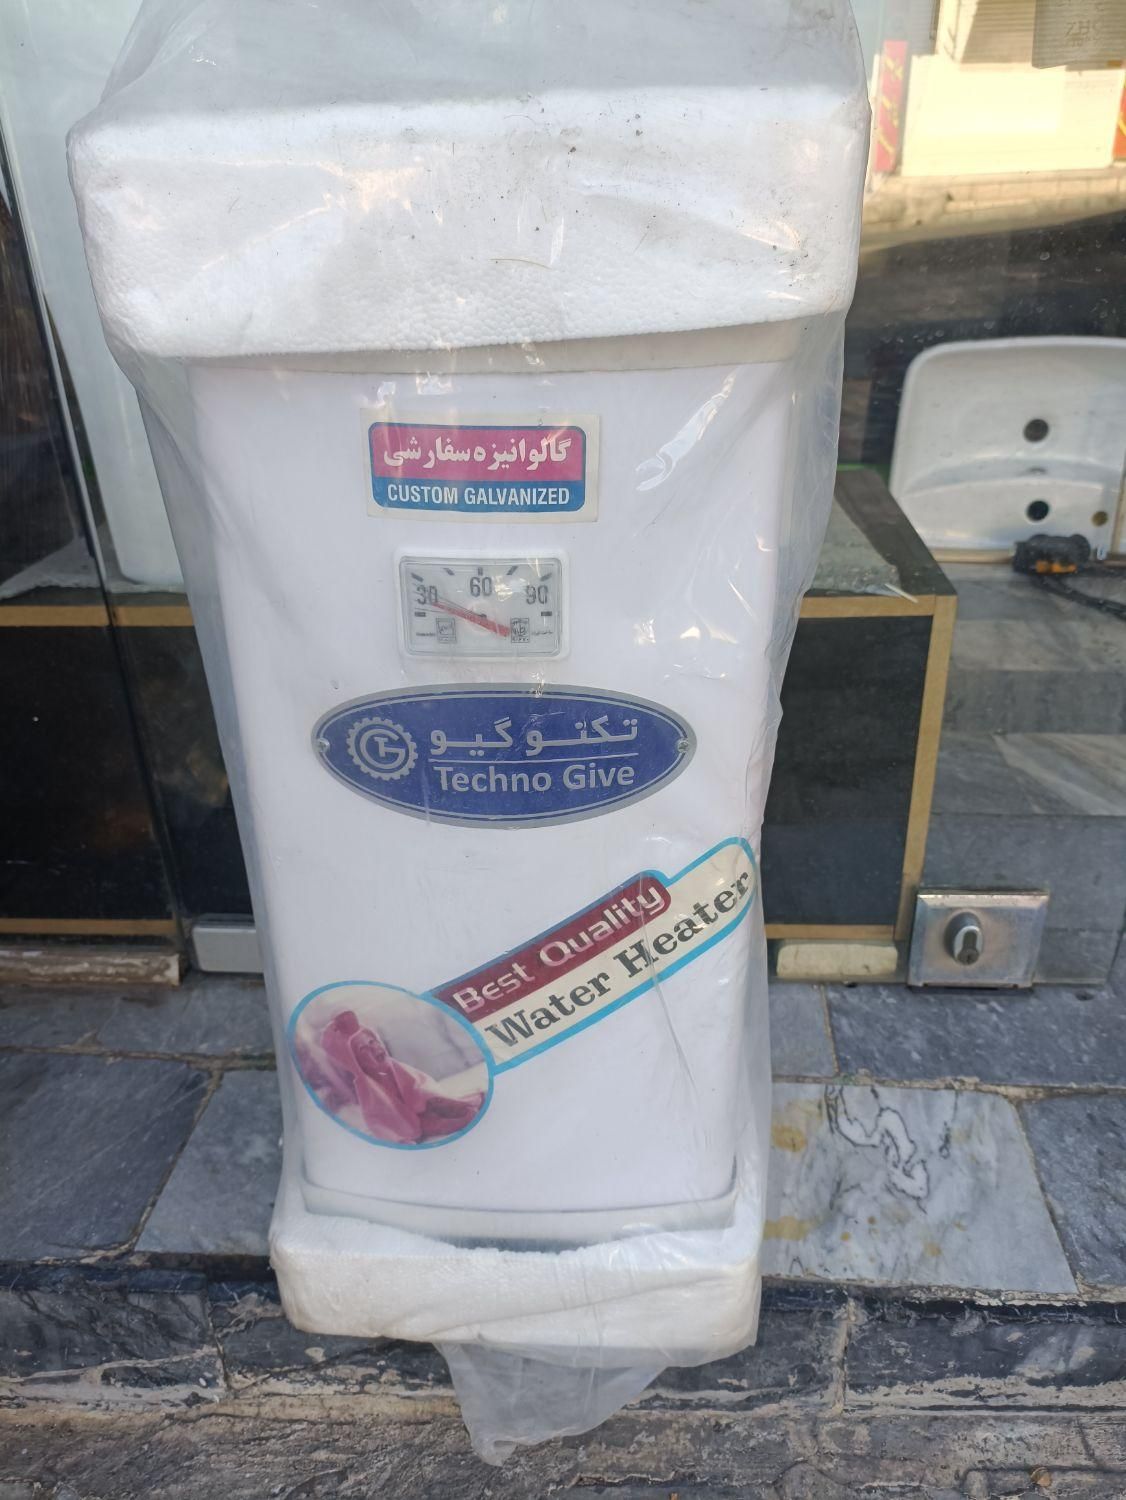 گالوانیزه سفارشی
CUSTOM GALVANIZED
30 60 90
تکنو گیو
Techno Give
Best Quality
Water Heater